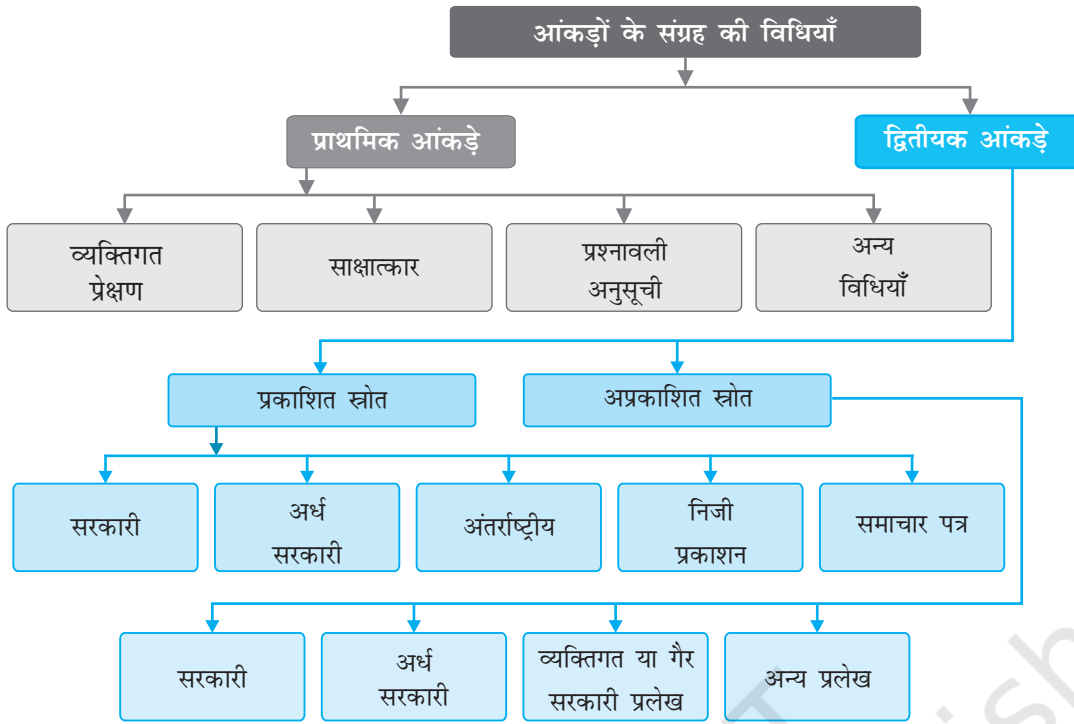 आंकड़ों के संग्रह की विधियाँ
प्राथमिक आंकड़े
द्वितीयक आंकड़े
व्यक्तिगत
प्रेक्षण
साक्षात्कार
प्रश्नावली
अनुसूची
अन्य
विधियाँ
प्रकाशित स्रोत
अप्रकाशित स्रोत
सरकारी
अर्ध
सरकारी
अंतर्राष्ट्रीय
निजी
प्रकाशन
समाचार पत्र
सरकारी
अर्ध
सरकारी
व्यक्तिगत या गैर
सरकारी प्रलेख
अन्य प्रलेख